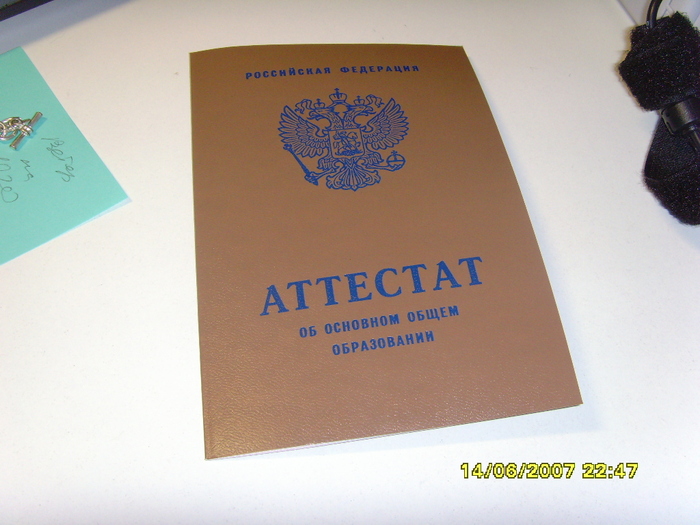 РОССИЙСКАЯ ФЕДЕРАЦИЯ
АТТЕСТАТ
ОБ ОСНОВНОМ ОБЩЕМ
ОБРАЗОВАНИИ
14/06/2007 22:47